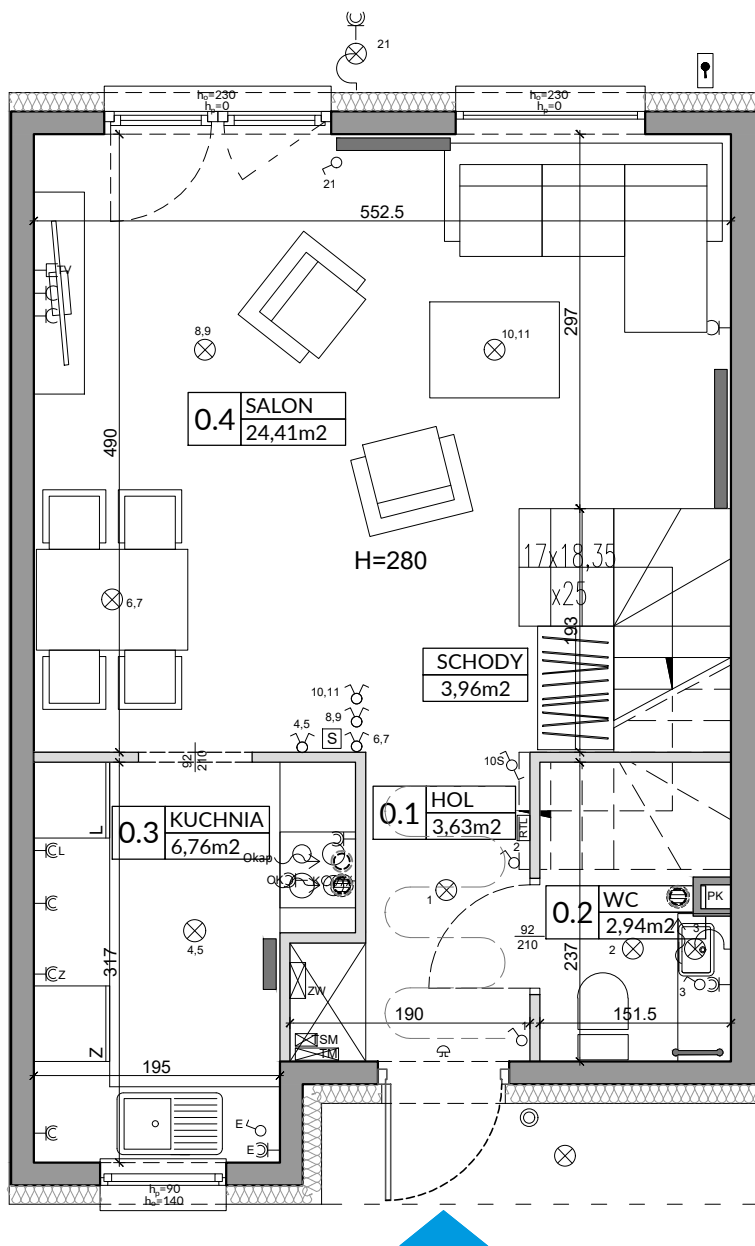 21
hₒ=230
hₚ=0
hₒ=230
hₚ=0
21
552.5
TV
297
8,9
10,11
0.4 SALON
24,41m2
490
H=280
17x18,35
x25
6,7
193
SCHODY
3,96m2
10,11
8,9
4,5
S
6,7
92
210
10S
L
0.3 KUCHNIA
6,76m2
0.1 HOL
3,63m2
RTL
L
Okap
2
1
0.2 WC
2,94m2
PK
4,5
92
210
3
2
317
237
Z
ZW
3
190
151.5
1
SM
TM
Z
195
E
E
hₚ=90
hₒ=140